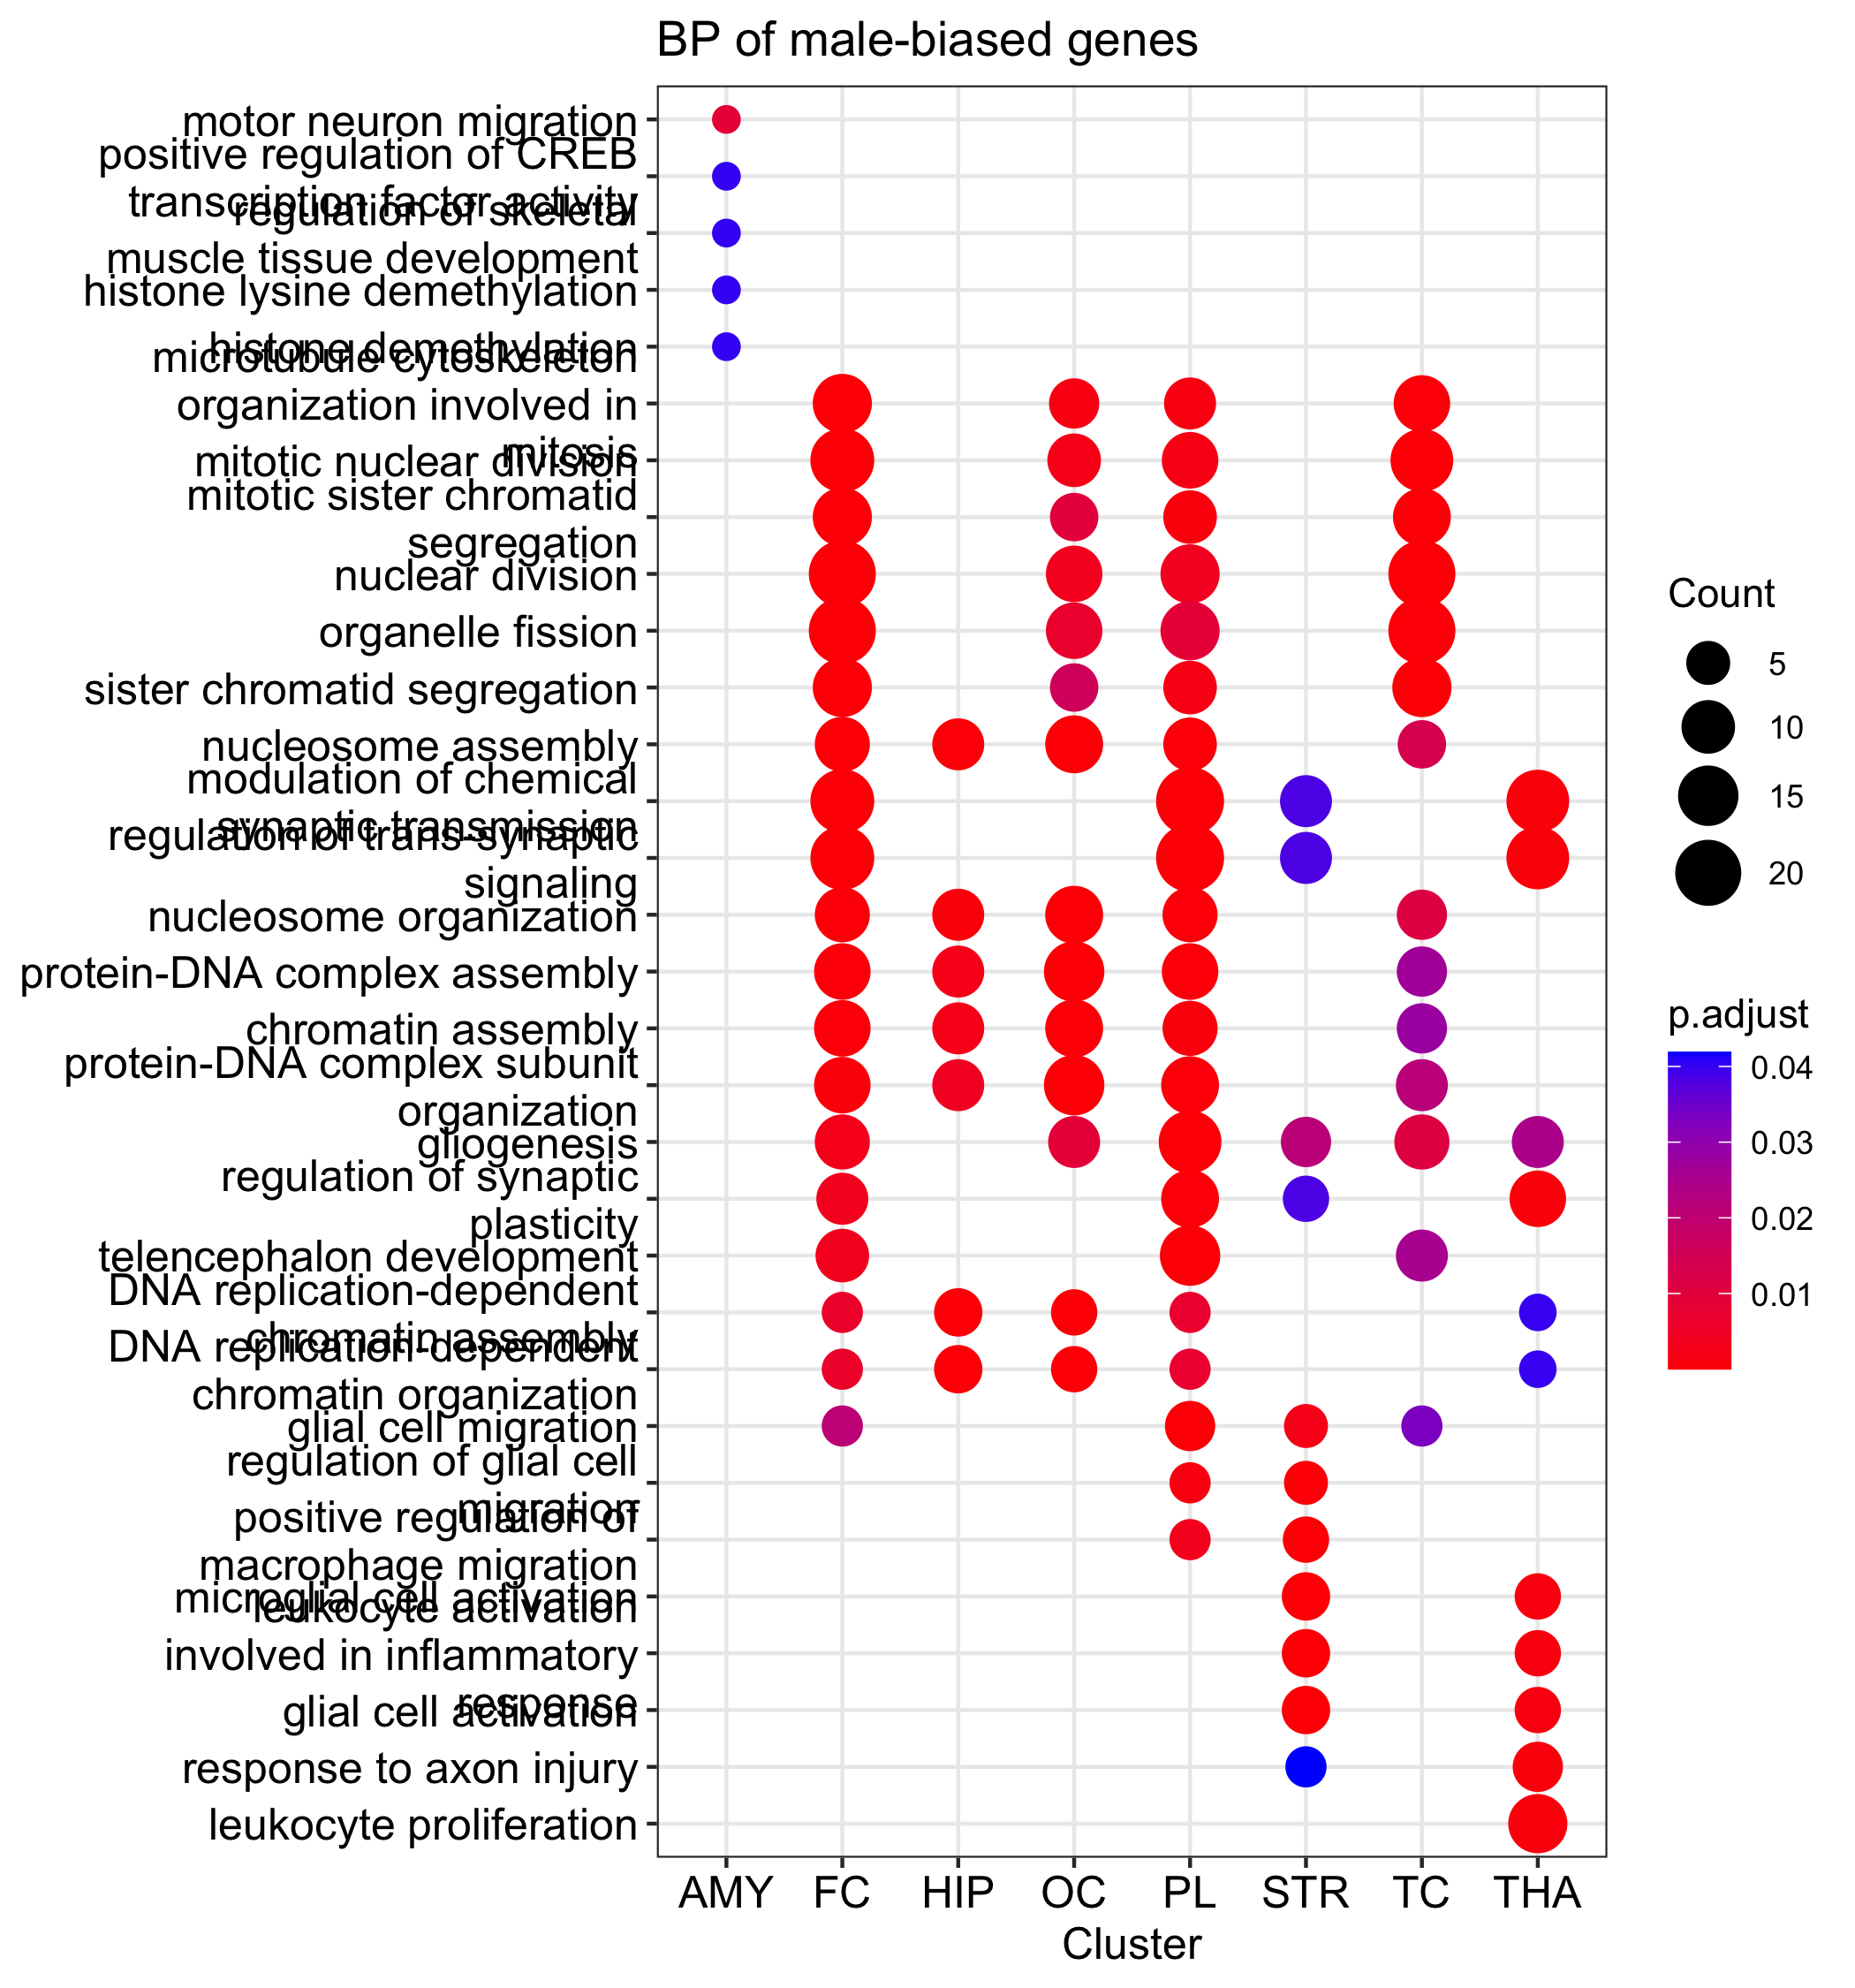 BP of male-biased genes
motor neuron migration
positive regulation of CREB
transcription factor activity
regulation of skeletal
muscle tissue development
histone lysine demethylation
histone demethylation
microtubule cytoskeleton
organization involved in
mitosis
mitotic nuclear division
mitotic sister chromatid
segregation
nuclear division
organelle fission
sister chromatid segregation
nucleosome assembly
modulation of chemical
synaptic transmission
regulation of trans-synaptic
signaling
nucleosome organization
protein-DNA complex assembly
chromatin assembly
protein-DNA complex subunit
organization
gliogenesis
regulation of synaptic
plasticity
telencephalon development
DNA replication-dependent
chromatin assembly
DNA replication-dependent
chromatin organization
glial cell migration
regulation of glial cell
migration
positive regulation of
macrophage migration
microglial cell activation
leukocyte activation
involved in inflammatory
response
glial cell activation
response to axon injury
leukocyte proliferation
AMY FC HIP OC PL STR TC THA
Cluster
Count
5
10
15
20
p.adjust
0.04
0.03
0.02
0.01